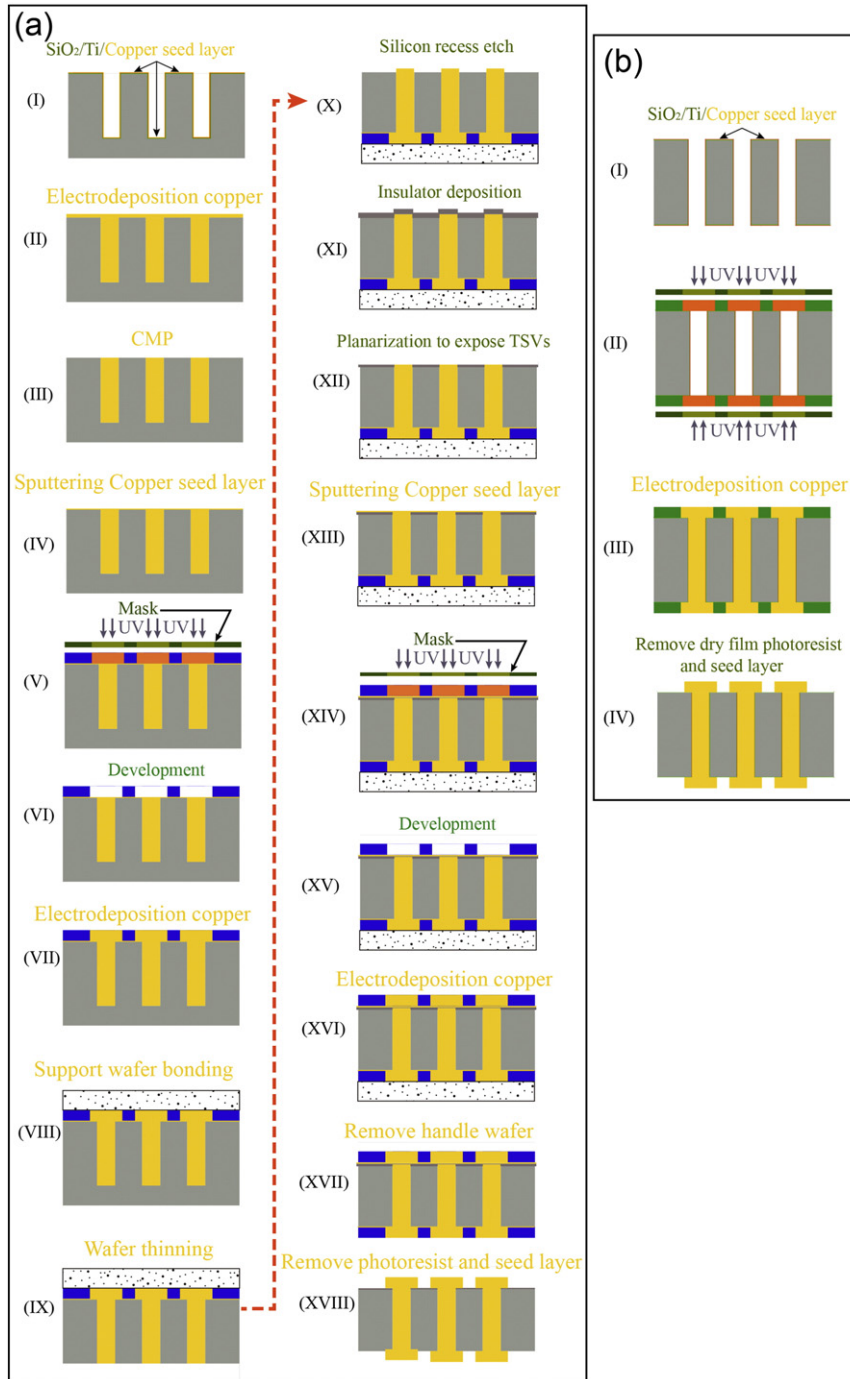 (a)
SiO₂/Ti/Copper seed layer
(I)
Electrodeposition copper
(II)
CMP
(III)
Sputtering Copper seed layer
(IV)
Mask
UV UV
(V)
Development
(VI)
Electrodeposition copper
(VII)
Support wafer bonding
(VIII)
Wafer thinning
(IX)
Silicon recess etch
(X)
Insulator deposition
(XI)
Planarization to expose TSVs
(XII)
Sputtering Copper seed layer
(XIII)
Mask
UV UV
(XIV)
Development
(XV)
Electrodeposition copper
(XVI)
Remove handle wafer
(XVII)
Remove photoresist and seed layer
(XVIII)
(b)
SiO₂/Ti/Copper seed layer
(I)
UV UV
(II)
UV UV
Electrodeposition copper
(III)
Remove dry film photoresist
and seed layer
(IV)